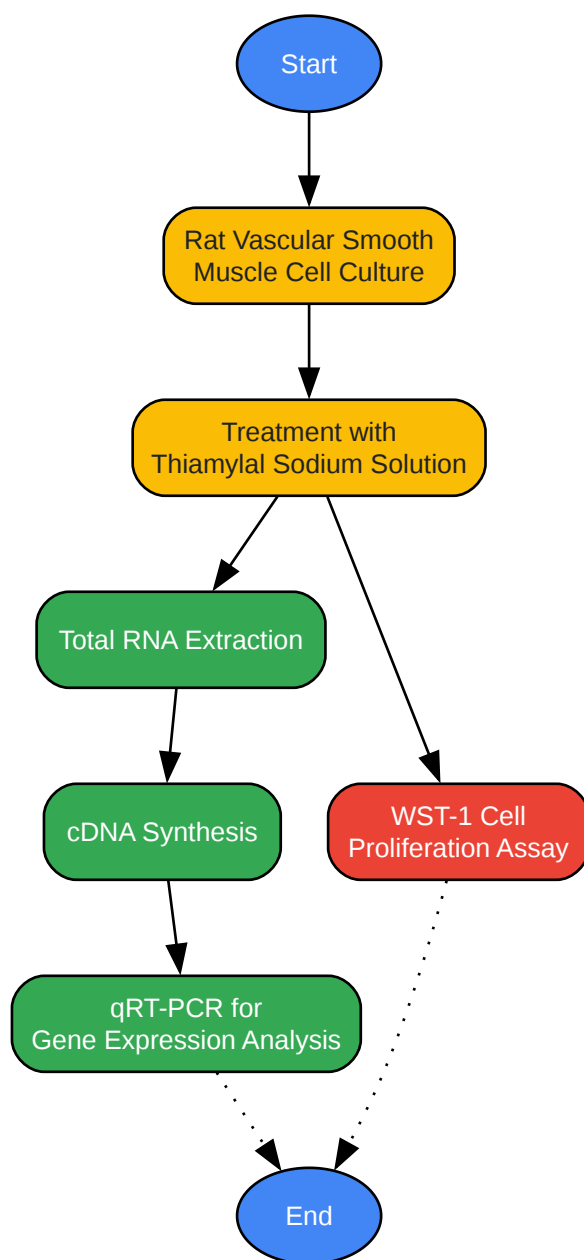 Start
Rat Vascular Smooth
Muscle Cell Culture
Treatment with
Thiamylal Sodium Solution
Total RNA Extraction
cDNA Synthesis
WST-1 Cell
Proliferation Assay
qRT-PCR for
Gene Expression Analysis
End